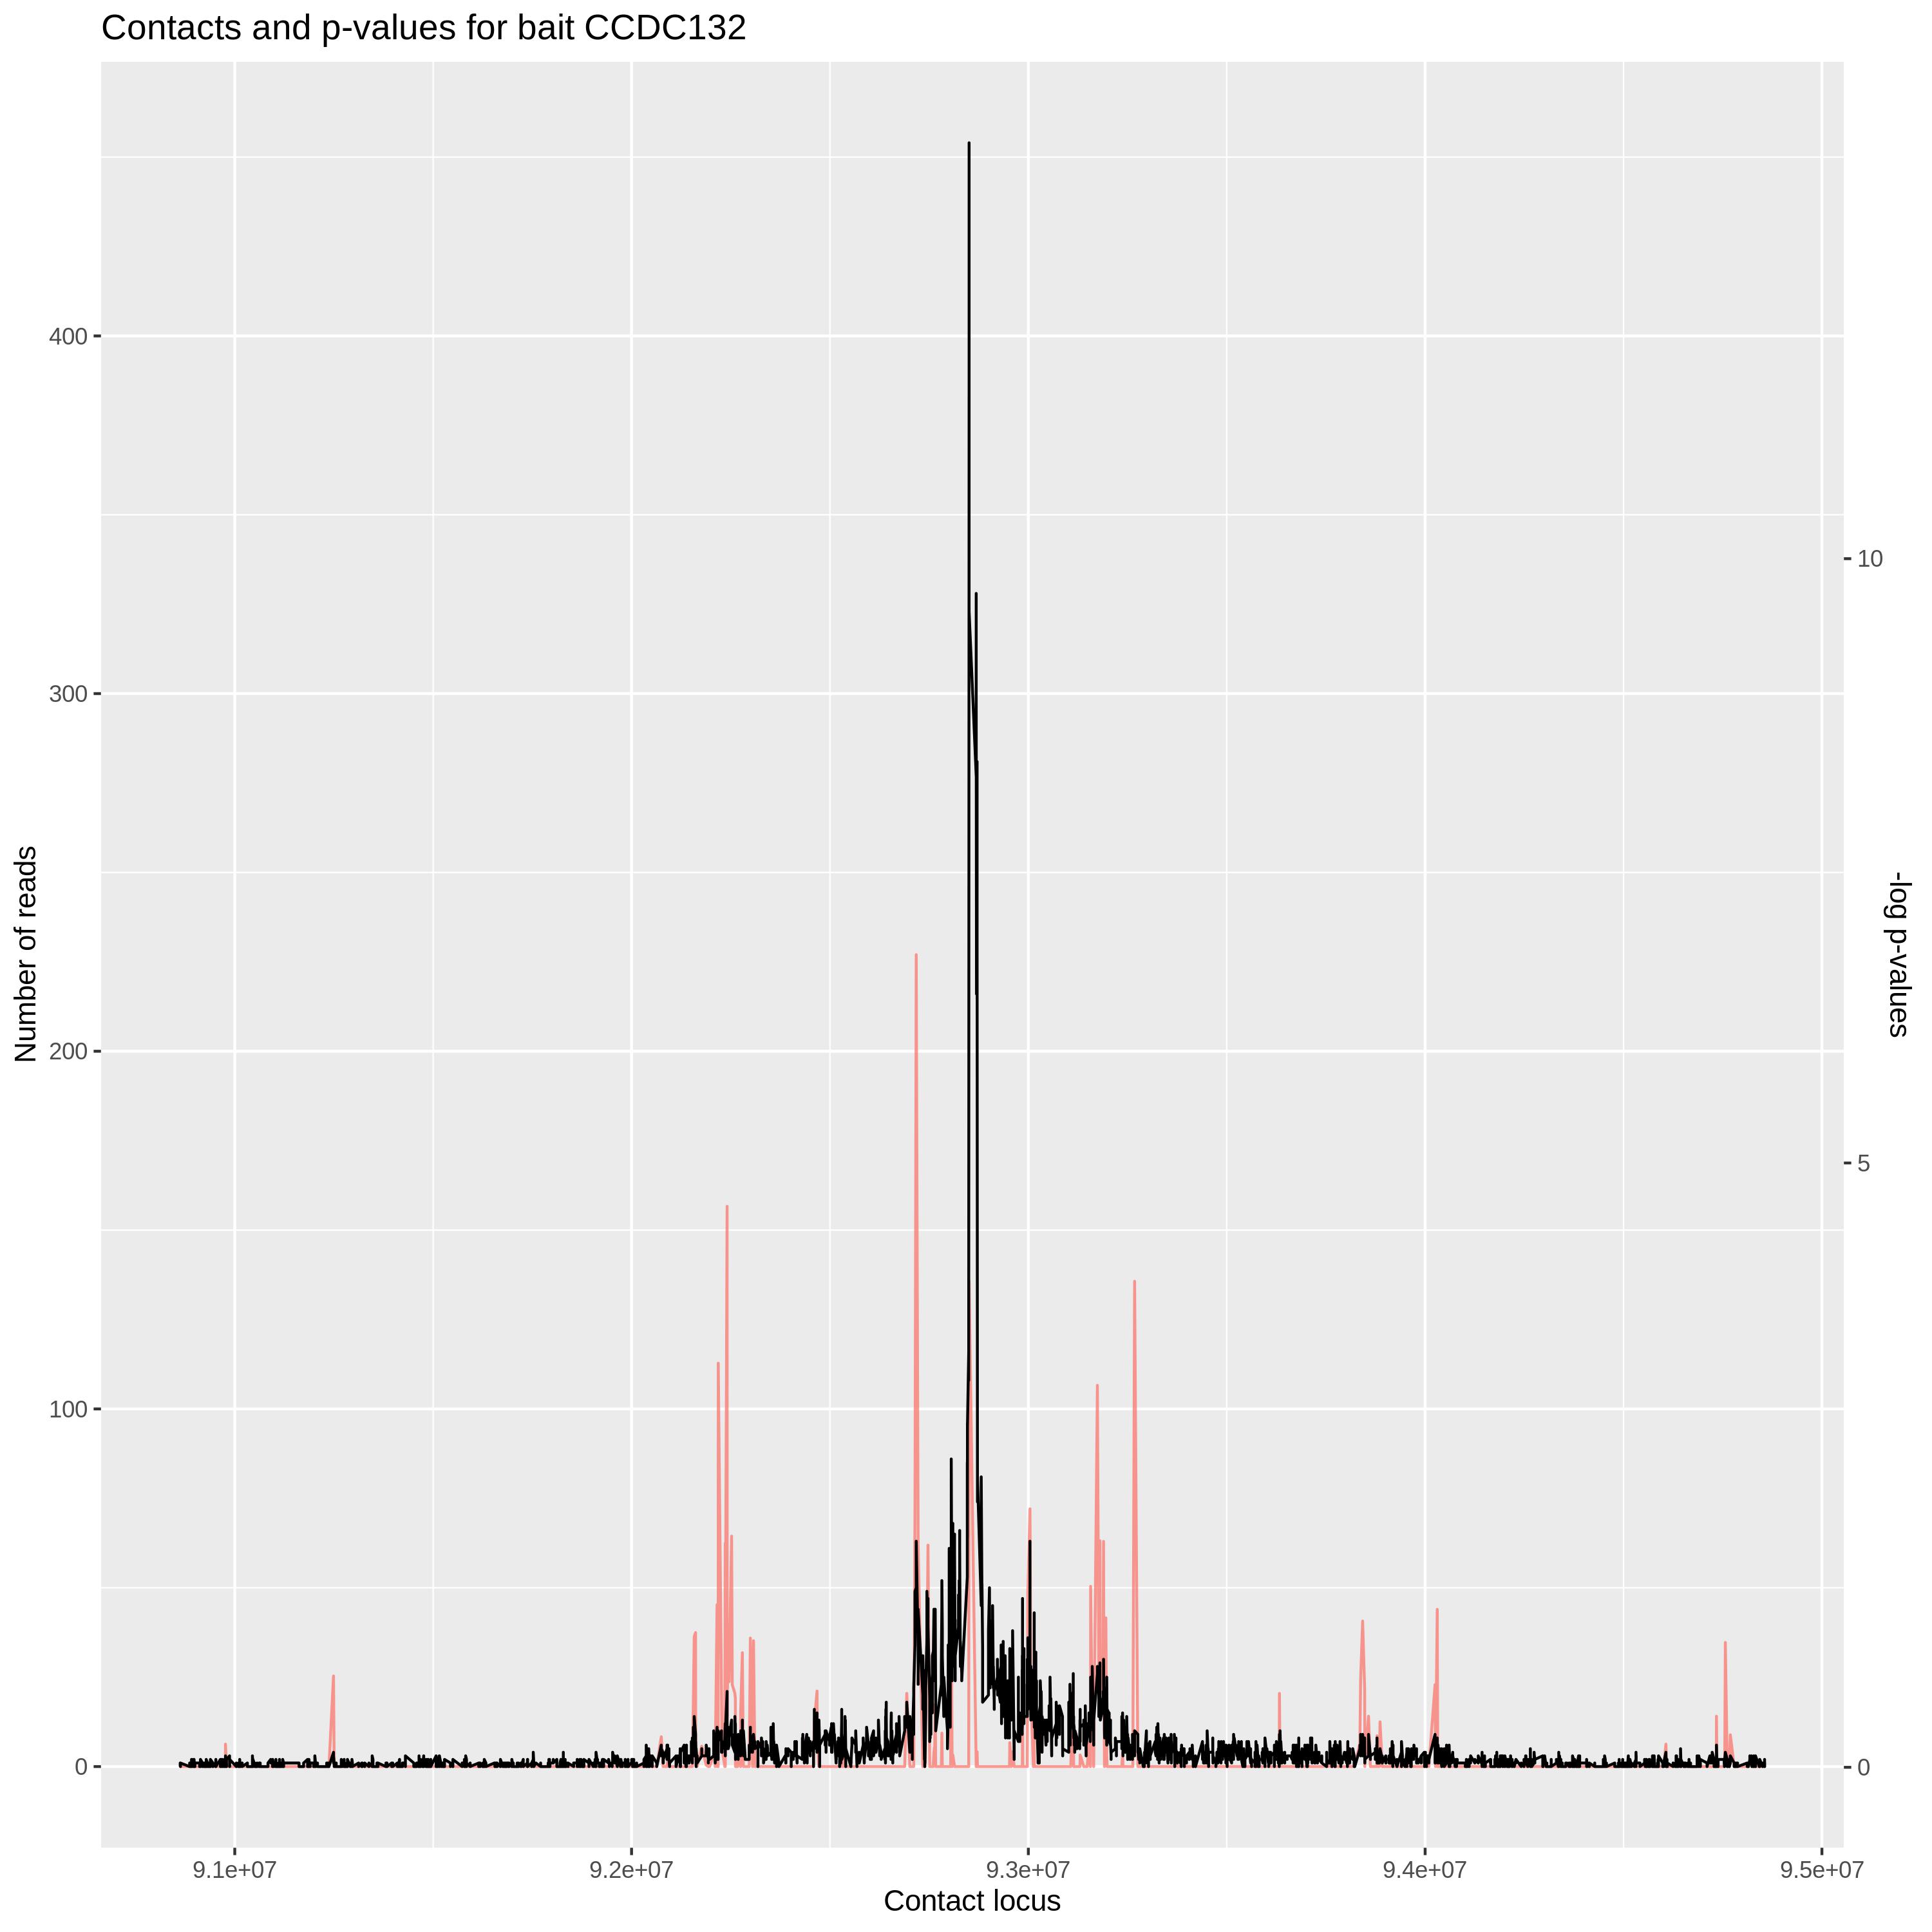 Contacts and p-values for bait CCDC132
Number of reads
400
300
200
100
0
10
5
0
-log p-values
9.1e+07
9.2e+07
9.3e+07
9.4e+07
9.5e+07
Contact locus